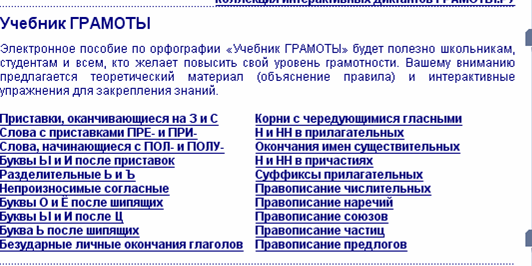 Коллекция интерактивных диктантов ГРАМОТЫ.РУ
Учебник ГРАМОТЫ
Электронное пособие по орфографии «Учебник ГРАМОТЫ» будет полезно школьникам,
студентам и всем, кто желает повысить свой уровень грамотности. Вашему вниманию
предлагается теоретический материал (объяснение правила) и интерактивные
упражнения для закрепления знаний.
Приставки, оканчивающиеся на З и С
Слова с приставками ПРЕ- и ПРИ-
Слова, начинающиеся с ПОЛ- и ПОЛУ-
Буквы Ы и И после приставок
Разделительные Ь и Ъ
Непроизносимые согласные
Буквы О и Ё после шипящих
Буквы Ы и И после Ц
Буква Ь после шипящих
Безударные личные окончания глаголов
Корни с чередующимися гласными
Н и НН в прилагательных
Окончания имен существительных
Н и НН в причастиях
Суффиксы прилагательных
Правописание числительных
Правописание наречий
Правописание союзов
Правописание частиц
Правописание предлогов